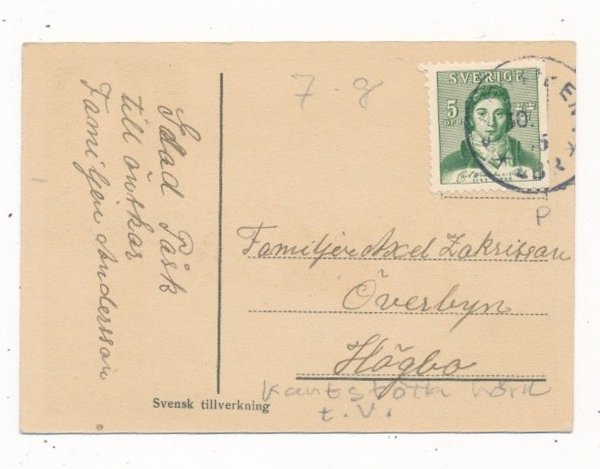 Glad Påsk
till önskar
Familjen Andersson
7-8
SVERIGE
5
P
Familjen Axel Zakrisson
Överbyn
Högbo
t.v.
Svensk tillverkning